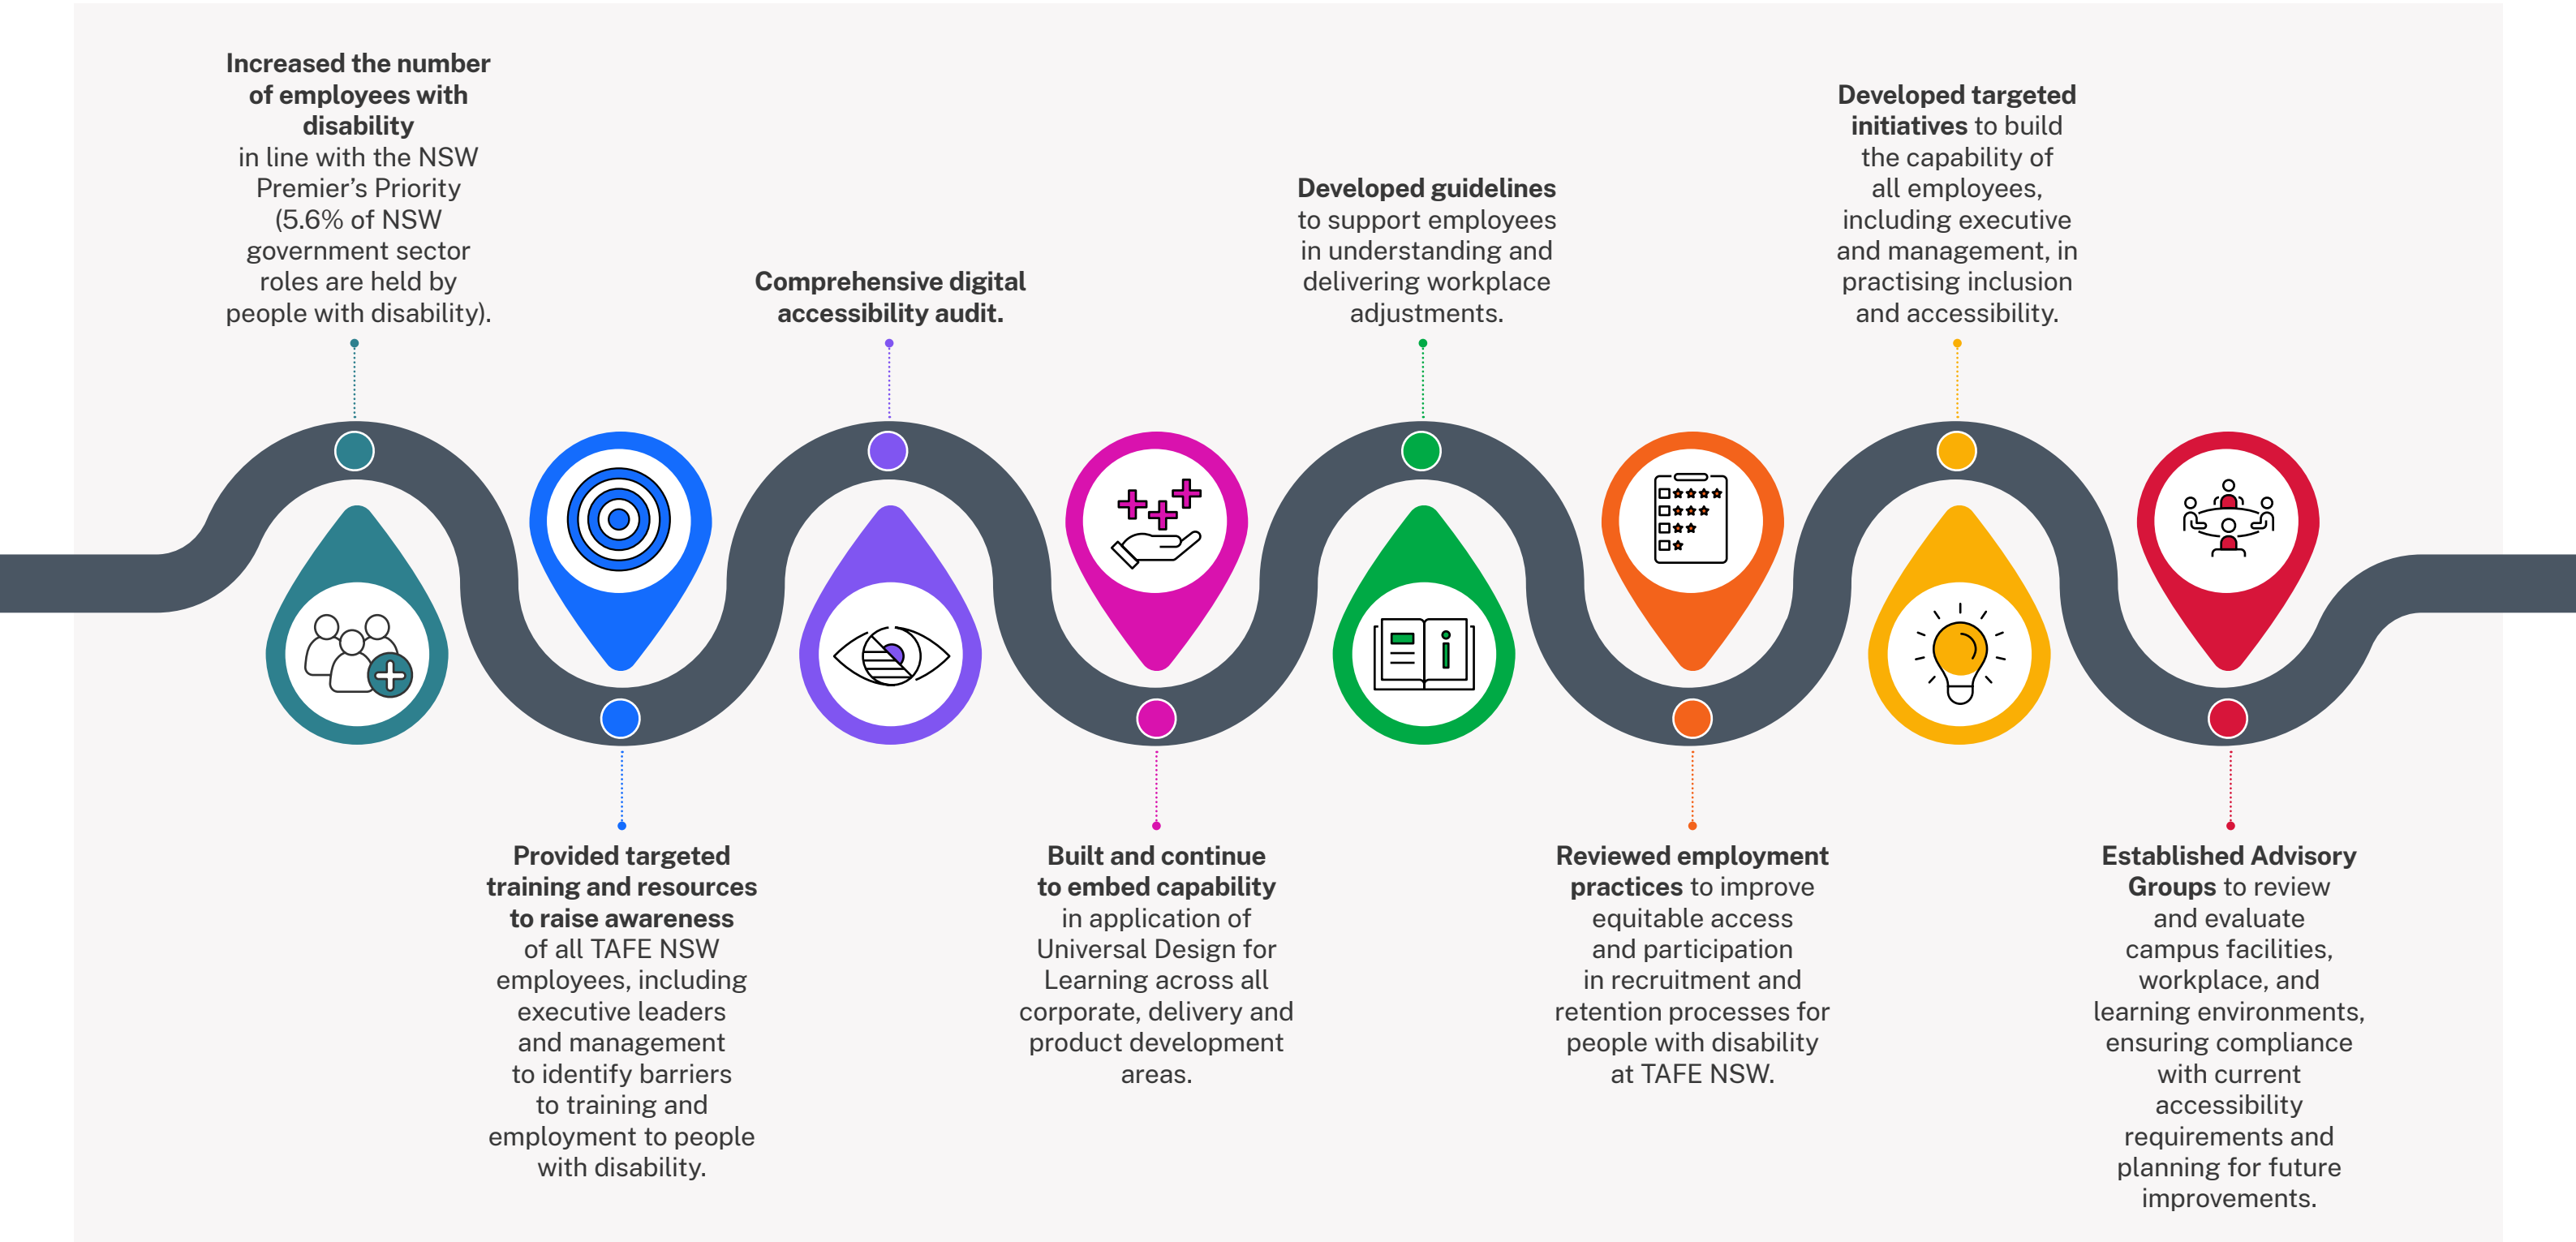 Increased the number
of employees with
disability
in line with the NSW
Premier’s Priority
(5.6% of NSW
government sector
roles are held by
people with disability).
Provided targeted
training and resources
to raise awareness
of all TAFE NSW
employees, including
executive leaders
and management
to identify barriers
to training and
employment to people
with disability.
Comprehensive digital
accessibility audit.
Built and continue
to embed capability
in application of
Universal Design for
Learning across all
corporate, delivery and
product development
areas.
Developed guidelines
to support employees
in understanding and
delivering workplace
adjustments.
Reviewed employment
practices to improve
equitable access
and participation
in recruitment and
retention processes for
people with disability
at TAFE NSW.
Developed targeted
initiatives to build
the capability of
all employees,
including executive
and management, in
practising inclusion
and accessibility.
Established Advisory
Groups to review
and evaluate
campus facilities,
workplace, and
learning environments,
ensuring compliance
with current
accessibility
requirements and
planning for future
improvements.